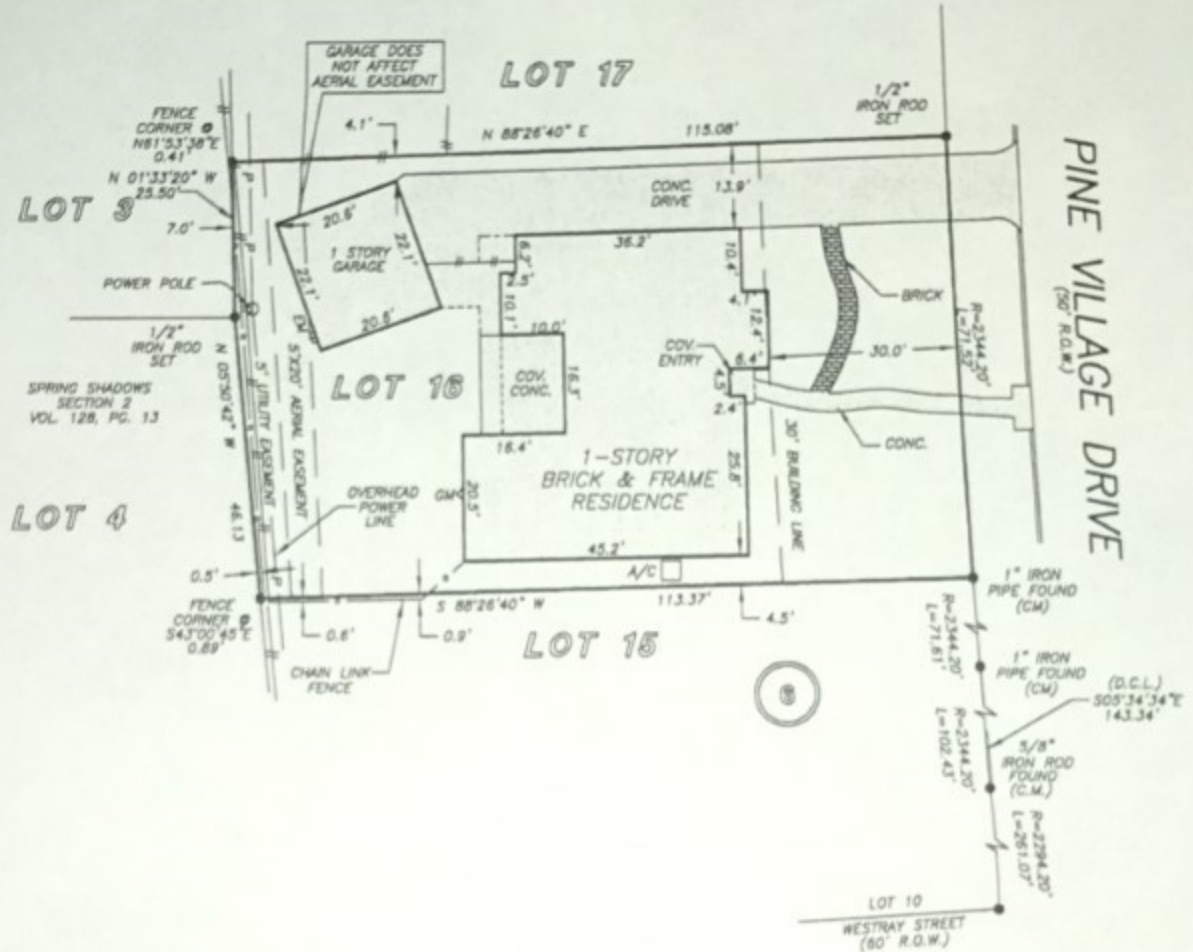 GARAGE DOES
NOT AFFECT
AERIAL EASEMENT
LOT 17
1/2"
IRON ROD
SET
FENCE
CORNER @
N61°53'38"E
0.41'
4.1'
N 88°26'40" E
115.08'
N 01°33'20" W
25.50'
LOT 3
7.0'
20.6'
1 STORY
GARAGE
22.1'
22.1'
20.6'
CONC.
DRIVE
13.9'
36.2'
6.2'
2.5'
10.1'
10.0'
10.4'
4.1'
12.4'
BRICK
PINE VILLAGE DRIVE
(50' R.O.W.)
POWER POLE
1/2"
IRON ROD
SET
EM
5'X20' AERIAL EASEMENT
5' UTILITY EASEMENT
N 05°50'42" W
46.13
SPRING SHADOWS
SECTION 2
VOL. 128, PG. 13
LOT 16
COV.
CONC.
16.3'
16.4'
COV.
ENTRY
6.4'
4.5'
2.4'
30.0'
R=2344.20'
L=71.52'
CONC.
30' BUILDING LINE
1-STORY
BRICK & FRAME
RESIDENCE
25.8'
LOT 4
OVERHEAD
POWER
LINE
GM
20.5'
45.2'
A/C
0.5'
FENCE
CORNER @
S43°00'45"E
0.89'
0.6'
0.9'
S 88°26'40" W
113.37'
4.5'
CHAIN LINK
FENCE
LOT 15
1" IRON
PIPE FOUND
(CM)
R=2344.20'
L=71.61'
1" IRON
PIPE FOUND
(CM)
(D.C.L.)
S05°34'34"E
143.34'
R=2344.20'
L=102.43'
5/8"
IRON ROD
FOUND
(C.M.)
R=2294.20'
L=261.07'
LOT 10
WESTRAY STREET
(60' R.O.W.)